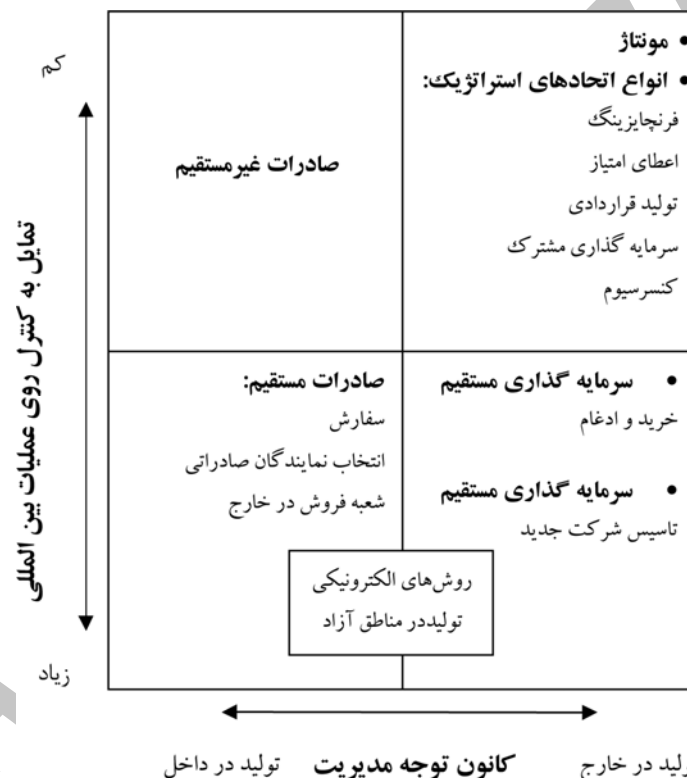 کم
تمایل به کنترل روی عملیات بین المللی
زیاد
• مونتاژ
• انواع اتحادهای استراتژیک:
فرنچایزینگ
اعطای امتیاز
تولید قراردادی
سرمایه گذاری مشترک
کنسرسیوم
صادرات غیرمستقیم
• سرمایه گذاری مستقیم
خرید و ادغام
• سرمایه گذاری مستقیم
تاسیس شرکت جدید
صادرات مستقیم:
سفارش
انتخاب نمایندگان صادراتی
شعبه فروش در خارج
روش‌های الکترونیکی
تولیددر مناطق آزاد
ولید در خارج کانون توجه مدیریت تولید در داخل